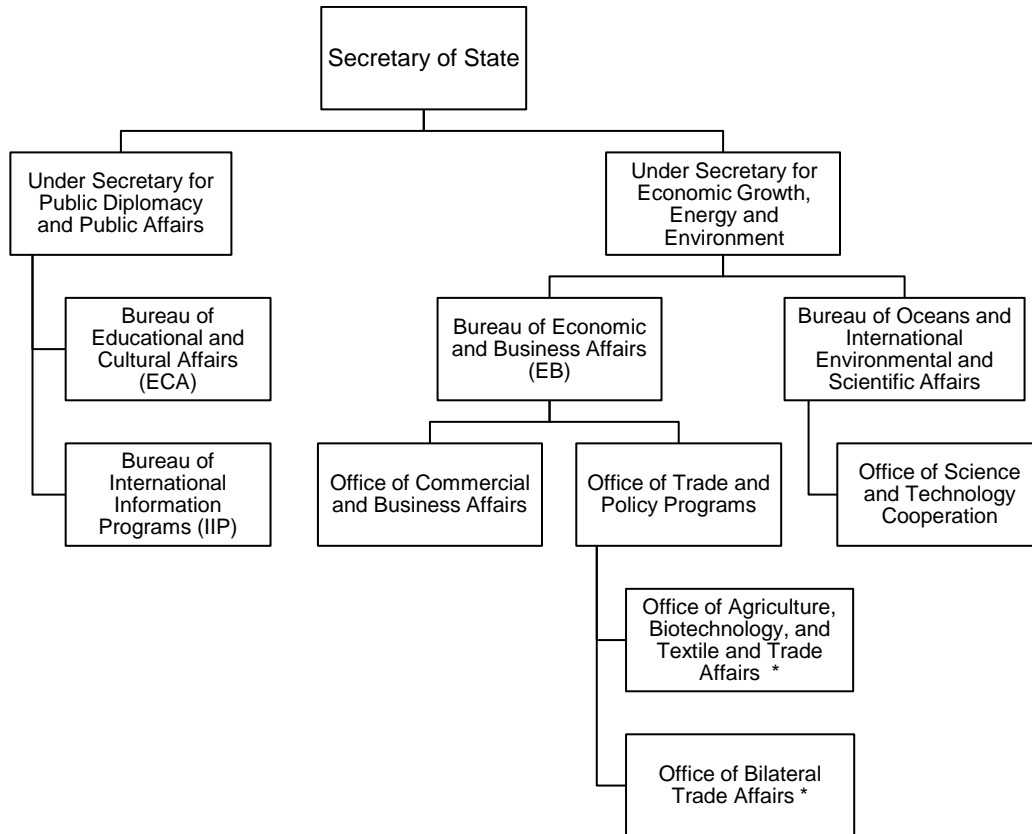 Secretary of State
Under Secretary for
Public Diplomacy
and Public Affairs
Under Secretary for
Economic Growth,
Energy and
Environment
Bureau of
Educational and
Cultural Affairs
(ECA)
Bureau of Economic
and Business Affairs
(EB)
Bureau of Oceans and
International
Environmental and
Scientific Affairs
Bureau of
International
Information
Programs (IIP)
Office of Commercial
and Business Affairs
Office of Trade and
Policy Programs
Office of Science
and Technology
Cooperation
Office of Agriculture,
Biotechnology, and
Textile and Trade
Affairs *
Office of Bilateral
Trade Affairs *